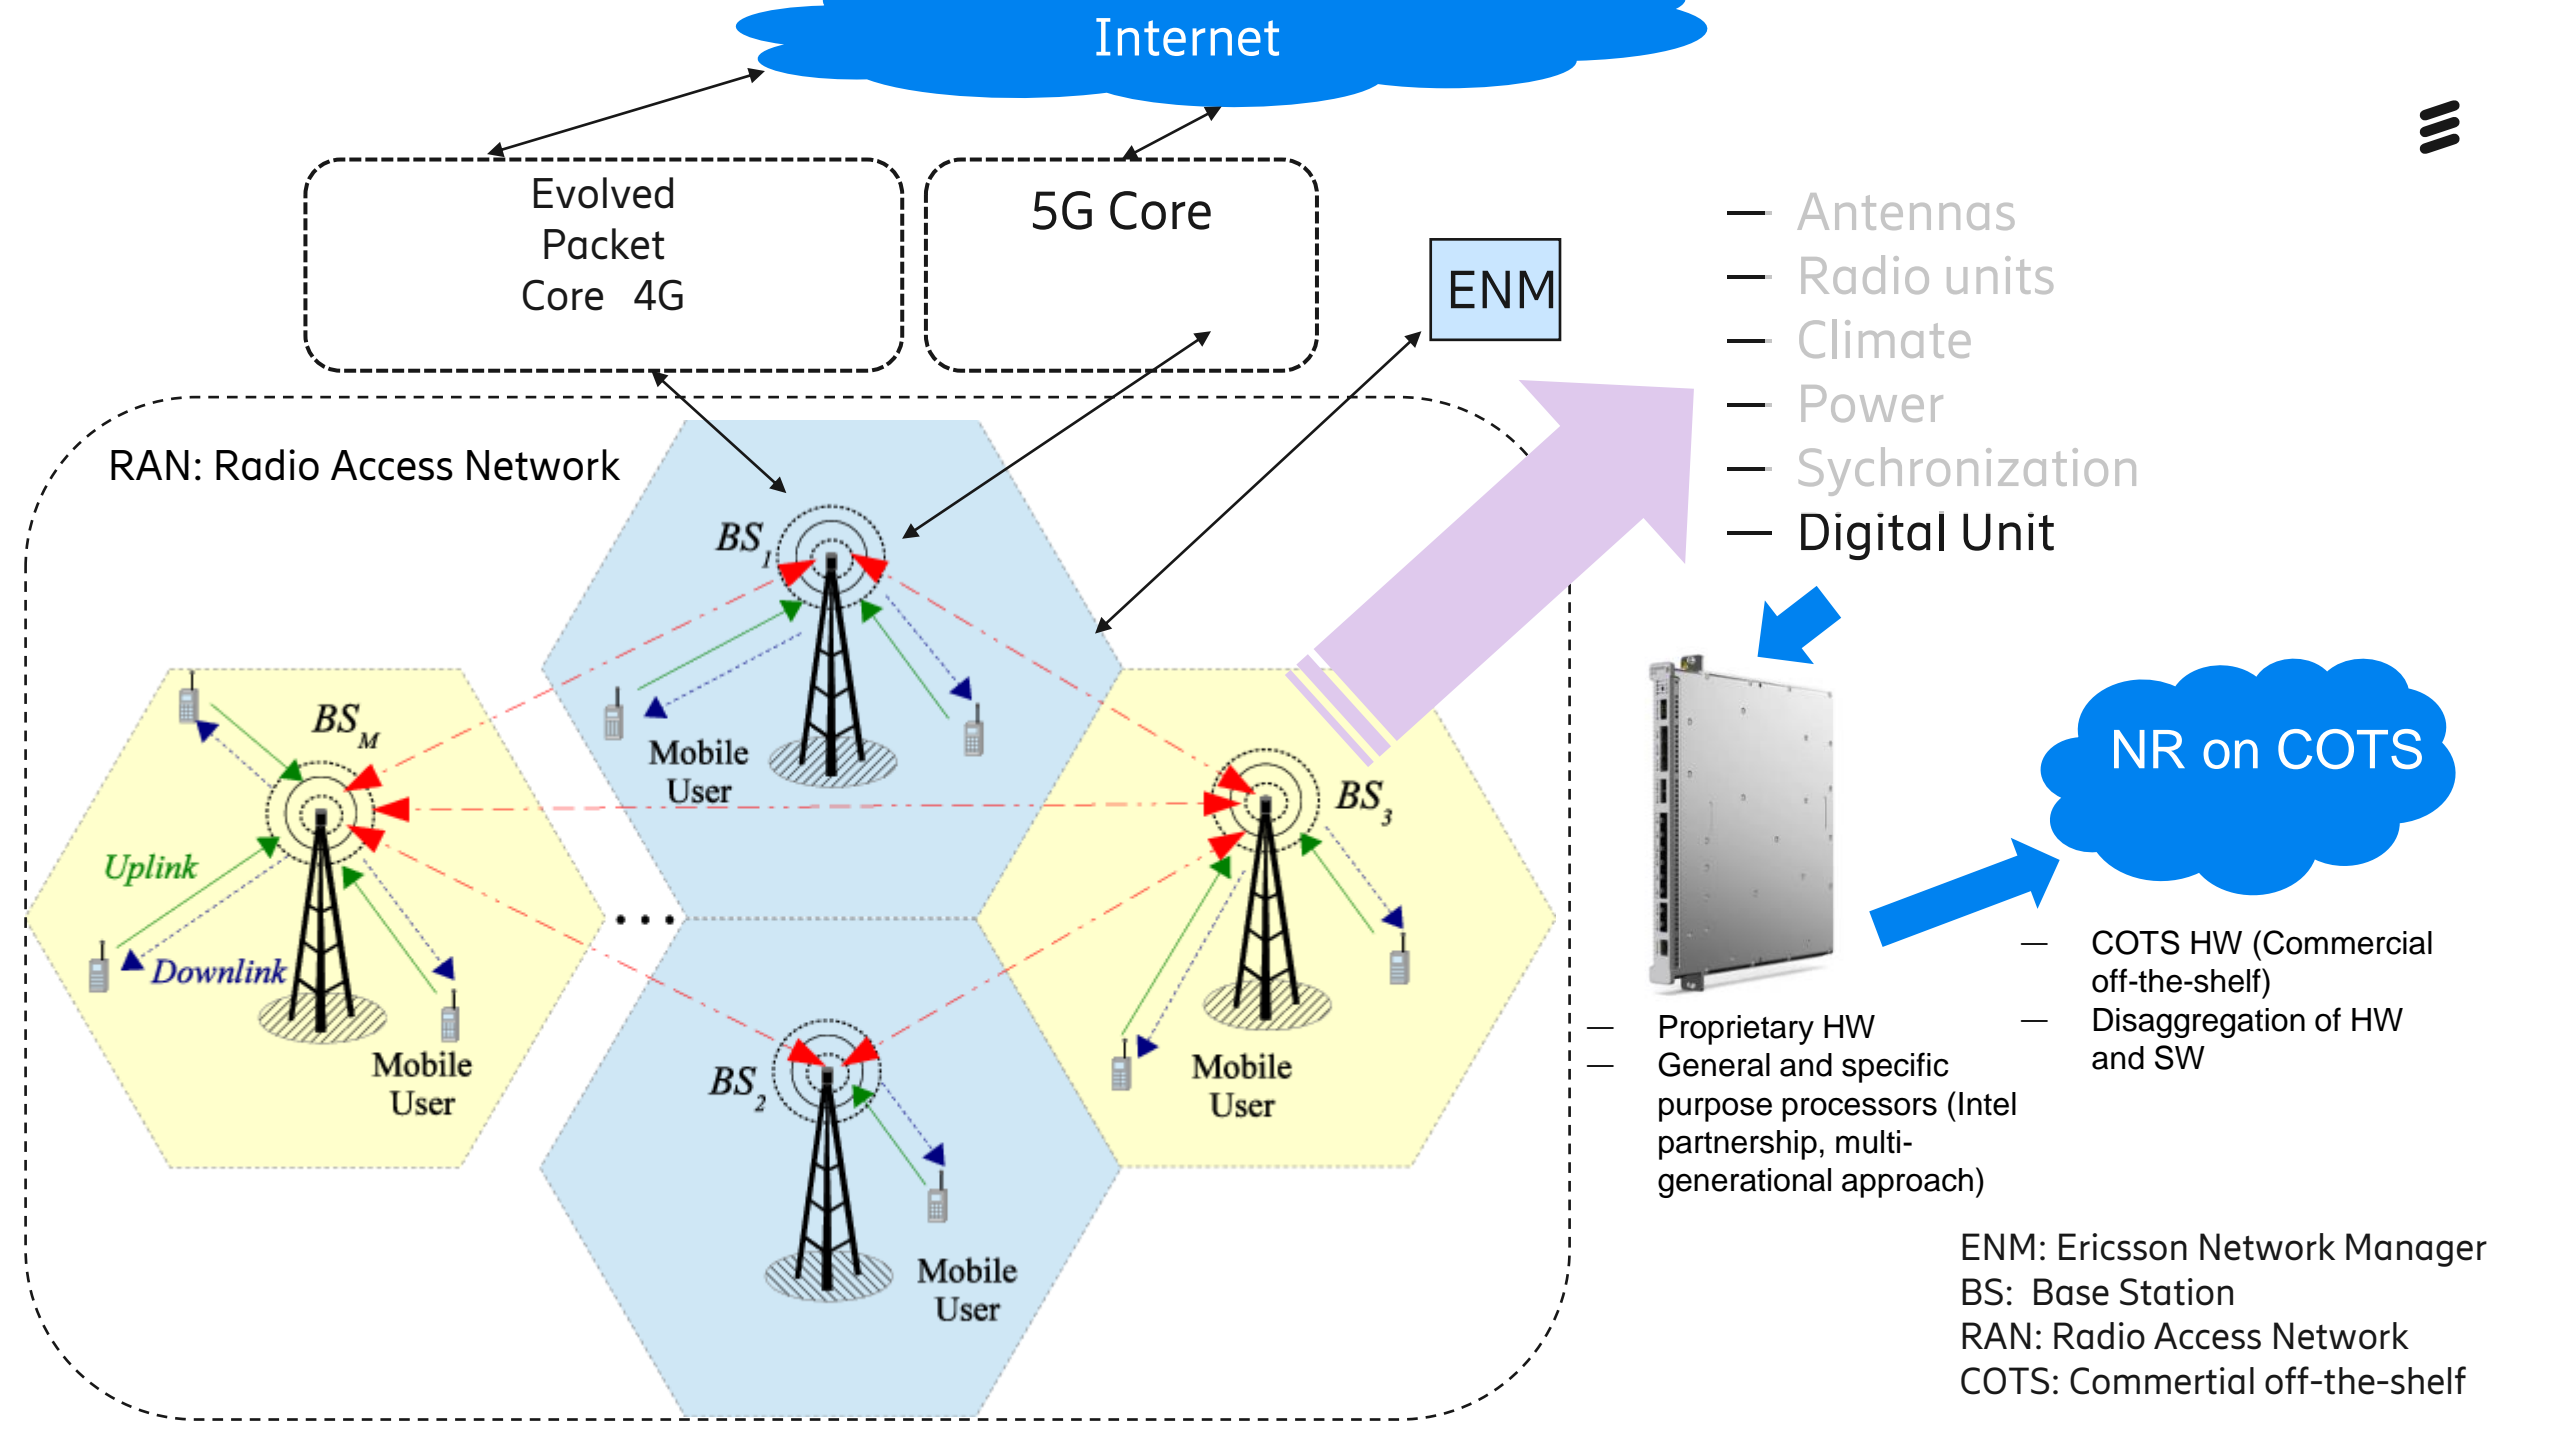 Internet
Evolved
Packet
Core 4G
5G Core
ENM
— Antennas
— Radio units
— Climate
— Power
— Sychronization
— Digital Unit
RAN: Radio Access Network
BS1
Mobile
User
BSM
Uplink
Downlink
Mobile
User
...
BS3
Mobile
User
BS2
Mobile
User
NR on COTS
— COTS HW (Commercial
off-the-shelf)
— Disaggregation of HW
and SW
— Proprietary HW
— General and specific
purpose processors (Intel
partnership, multi-
generational approach)
ENM: Ericsson Network Manager
BS: Base Station
RAN: Radio Access Network
COTS: Commertial off-the-shelf